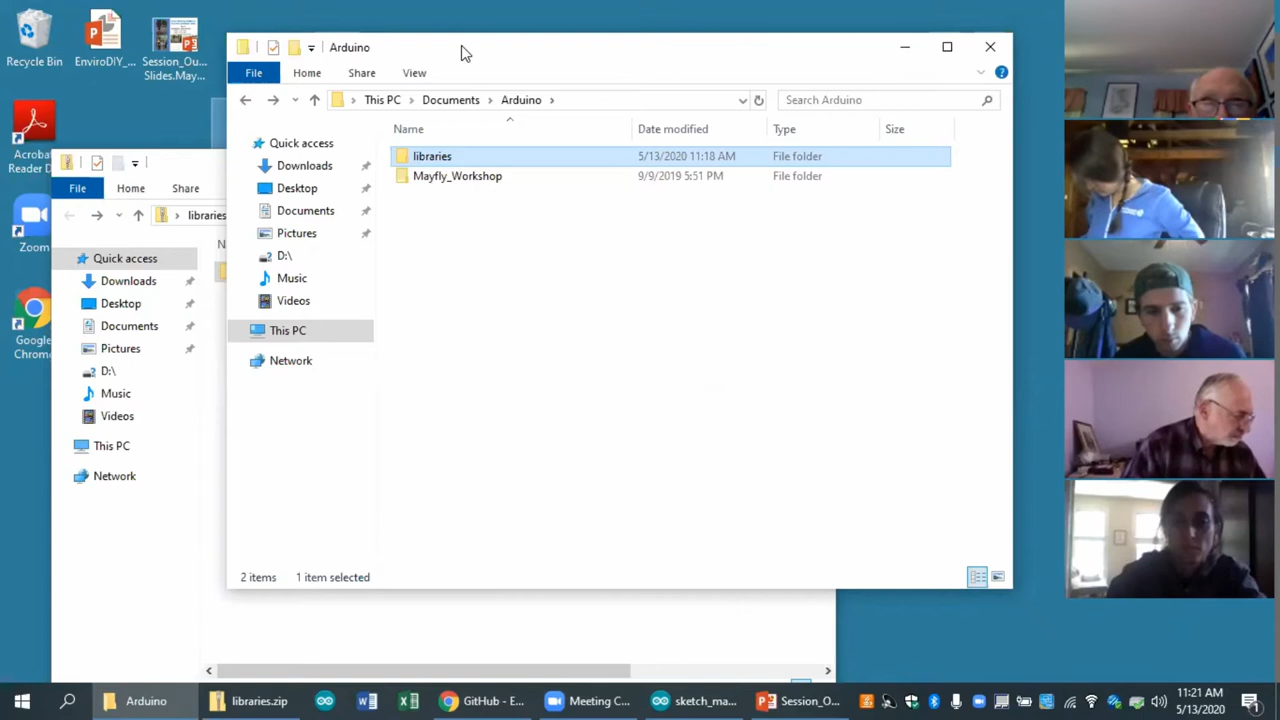 Recycle Bin
EnviroDIY_...
Session_Ou...
Slides.May...
Acrobat
Reader D
Zoom
Google
Chrome
Home
Share
File
libraries
N
Quick access
Downloads
Desktop
Documents
Pictures
D:\
Music
Videos
This PC
Network
Arduino
File
Home
Share
View
This PC > Documents > Arduino >
Search Arduino
Name
Date modified
Type
Size
libraries 5/13/2020 11:18 AM File folder
Mayfly_Workshop 9/9/2019 5:51 PM File folder
Quick access
Downloads
Desktop
Documents
Pictures
D:\
Music
Videos
This PC
Network
2 items 1 item selected
Arduino
libraries.zip
GitHub - E...
Meeting C...
sketch_ma...
Session_O...
11:21 AM
5/13/2020
1